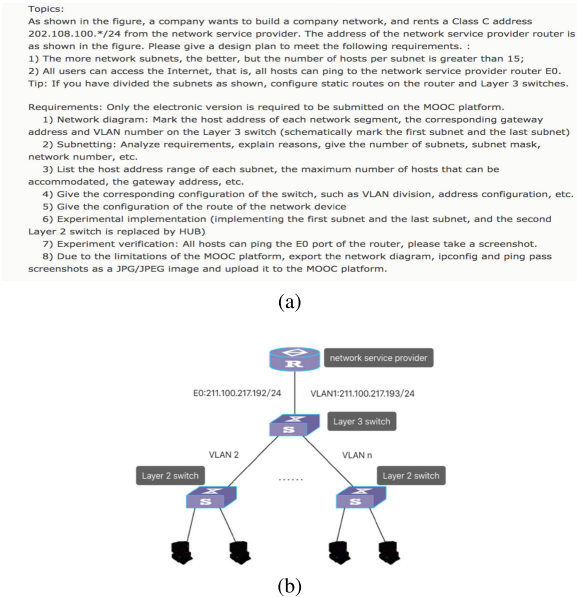 Topics:
As shown in the figure, a company wants to build a company network, and rents a Class C address
202.108.100.*/24 from the network service provider. The address of the network service provider router is
as shown in the figure. Please give a design plan to meet the following requirements. :
1) The more network subnets, the better, but the number of hosts per subnet is greater than 15;
2) All users can access the Internet, that is, all hosts can ping to the network service provider router E0.
Tip: If you have divided the subnets as shown, configure static routes on the router and Layer 3 switches.
Requirements: Only the electronic version is required to be submitted on the MOOC platform.
1) Network diagram: Mark the host address of each network segment, the corresponding gateway
address and VLAN number on the Layer 3 switch (schematically mark the first subnet and the last subnet)
2) Subnetting: Analyze requirements, explain reasons, give the number of subnets, subnet mask,
network number, etc.
3) List the host address range of each subnet, the maximum number of hosts that can be
accommodated, the gateway address, etc.
4) Give the corresponding configuration of the switch, such as VLAN division, address configuration, etc.
5) Give the configuration of the route of the network device
6) Experimental implementation (implementing the first subnet and the last subnet, and the second
Layer 2 switch is replaced by HUB)
7) Experiment verification: All hosts can ping the E0 port of the router, please take a screenshot.
8) Due to the limitations of the MOOC platform, export the network diagram, ipconfig and ping pass
screenshots as a JPG/JPEG image and upload it to the MOOC platform.
(a)
network service provider
R
E0:211.100.217.192/24 VLAN1:211.100.217.193/24
Layer 3 switch
S
VLAN 2 VLAN n
Layer 2 switch ...... Layer 2 switch
S S
(b)